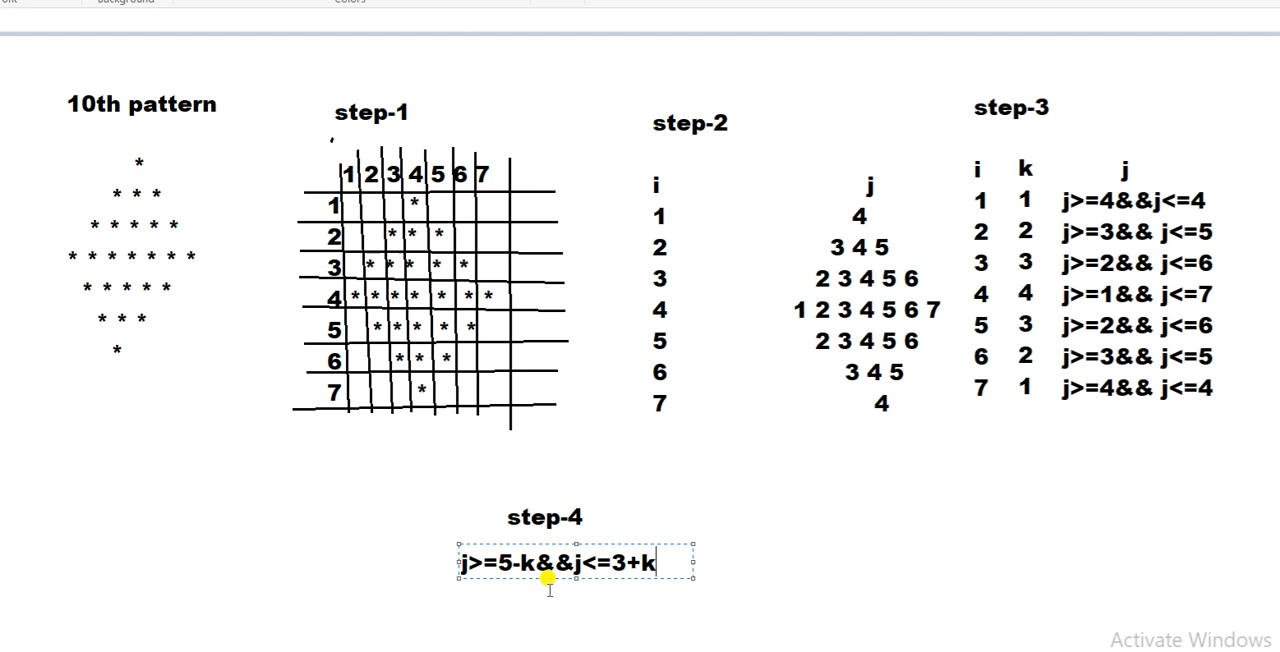 Background
Colors
10th pattern
*
* * *
* * * * *
* * * * * * *
* * * * *
* * *
*
step-1
1 2 3 4 5 6 7
1 *
2 * * *
3 * * * * *
4 * * * * * * *
5 * * * * *
6 * * *
7 *
step-2
i j
1 4
2 3 4 5
3 2 3 4 5 6
4 1 2 3 4 5 6 7
5 2 3 4 5 6
6 3 4 5
7 4
step-3
i k j
1 1 j>=4&&j<=4
2 2 j>=3&& j<=5
3 3 j>=2&& j<=6
4 4 j>=1&& j<=7
5 3 j>=2&& j<=6
6 2 j>=3&& j<=5
7 1 j>=4&& j<=4
step-4
j>=5-k&&j<=3+k
Activate Windows